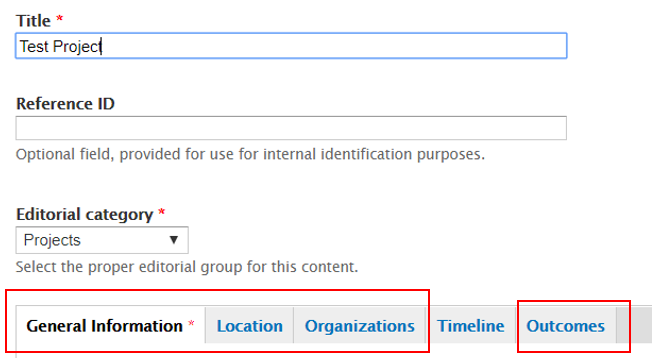 Title *
Test Project
Reference ID
Optional field, provided for use for internal identification purposes.
Editorial category *
Projects
Select the proper editorial group for this content.
General Information * Location Organizations Timeline Outcomes